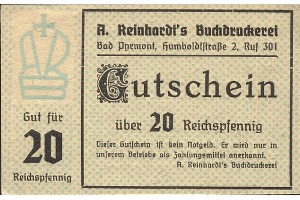 A. Reinhardt's Buchdruckerei
Bad Pyrmont, Humboldtstraße 2, Ruf 301
Gutschein
über 20 Reichspfennig
Dieser Gutschein ist kein Notgeld. Er wird nur in
unserem Betriebe als Zahlungsmittel anerkannt.
A. Reinhardt's Buchdruckerei
Gut für
20
Reichspfennig